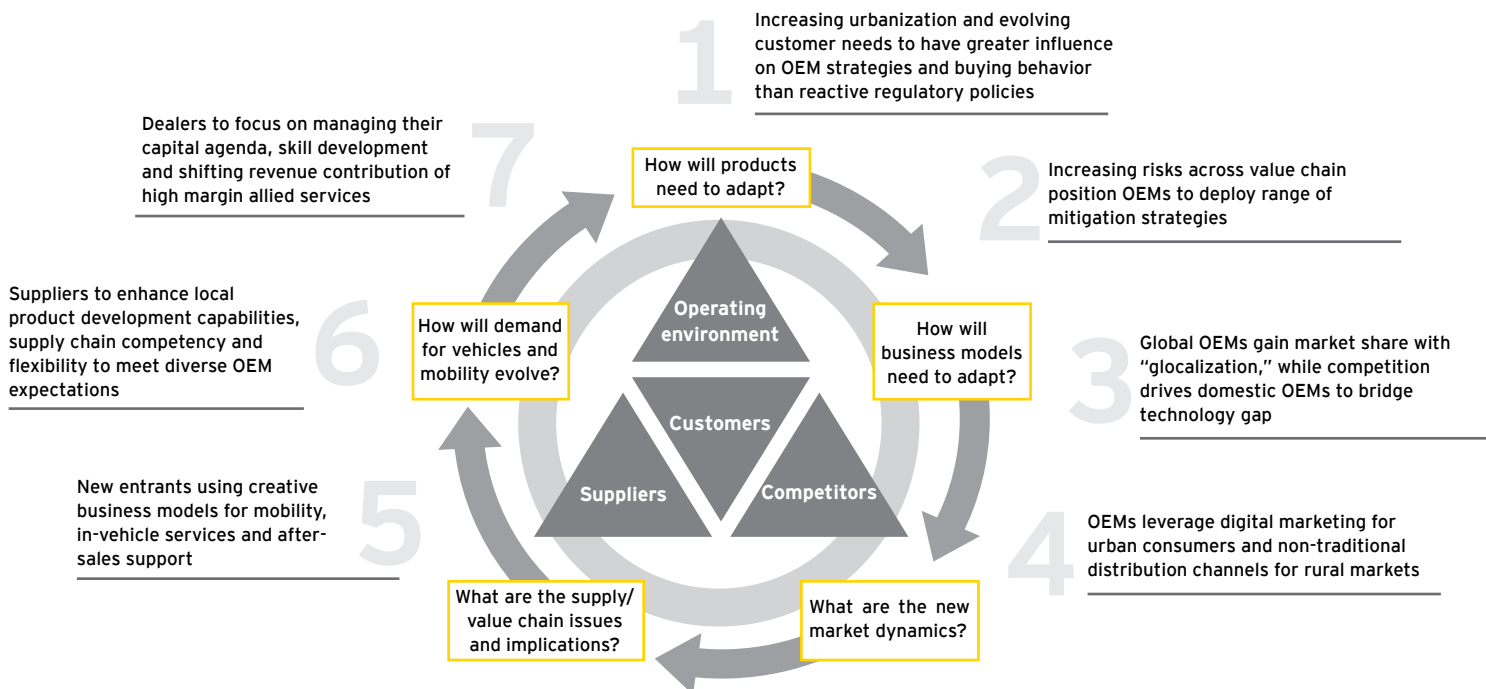 1
Increasing urbanization and evolving
customer needs to have greater influence
on OEM strategies and buying behavior
than reactive regulatory policies
2
Increasing risks across value chain
position OEMs to deploy range of
mitigation strategies
3
Global OEMs gain market share with
“glocalization,” while competition
drives domestic OEMs to bridge
technology gap
4
OEMs leverage digital marketing for
urban consumers and non-traditional
distribution channels for rural markets
5
New entrants using creative
business models for mobility,
in-vehicle services and after-
sales support
6
Suppliers to enhance local
product development capabilities,
supply chain competency and
flexibility to meet diverse OEM
expectations
7
Dealers to focus on managing their
capital agenda, skill development
and shifting revenue contribution of
high margin allied services
How will products
need to adapt?
How will
business models
need to adapt?
What are the new
market dynamics?
What are the supply/
value chain issues
and implications?
How will demand
for vehicles and
mobility evolve?
Operating
environment
Customers
Suppliers
Competitors